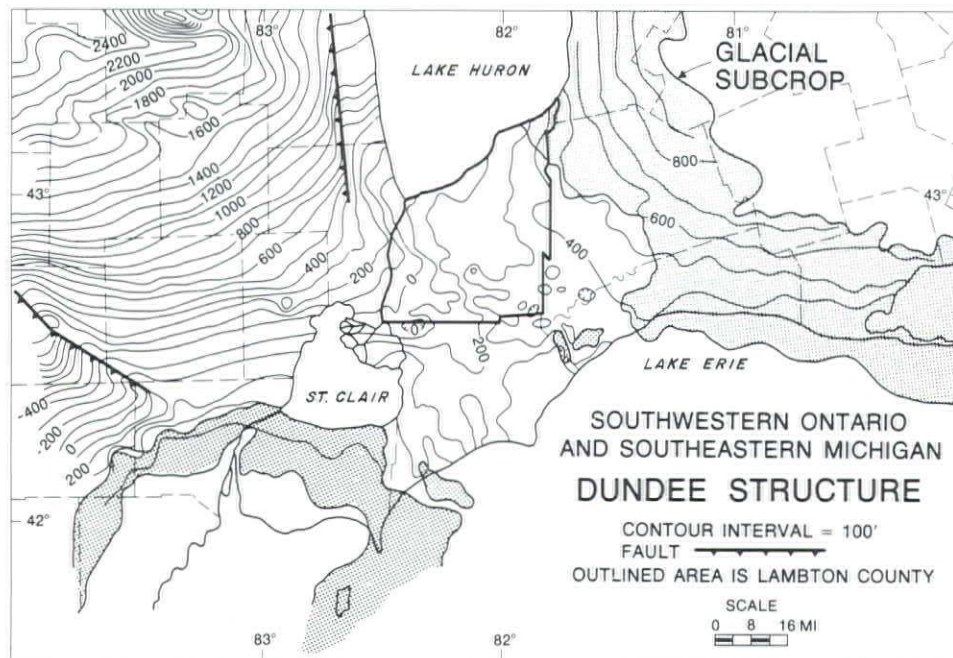 83°
82°
81°
2400
2200
2000
1800
1600
1400
1200
1000
800
600
400
200
0
LAKE HURON
GLACIAL
SUBCROP
800
600
400
43°
43°
0
200
-400
-200
0
200
ST. CLAIR
LAKE ERIE
42°
83°
82°
SOUTHWESTERN ONTARIO
AND SOUTHEASTERN MICHIGAN
DUNDEE STRUCTURE
CONTOUR INTERVAL = 100'
FAULT
OUTLINED AREA IS LAMBTON COUNTY
SCALE
0 8 16 MI